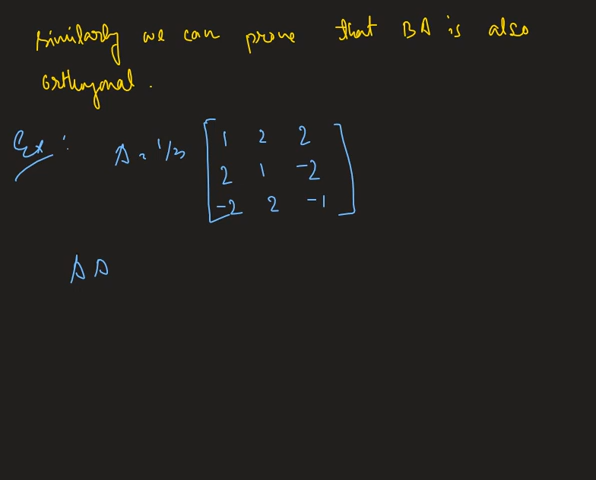 similarly we can prove that BA is also
orthogonal.
Ex: A = 1/3 [ 1 2 2
2 1 -2
-2 2 -1 ]
A A